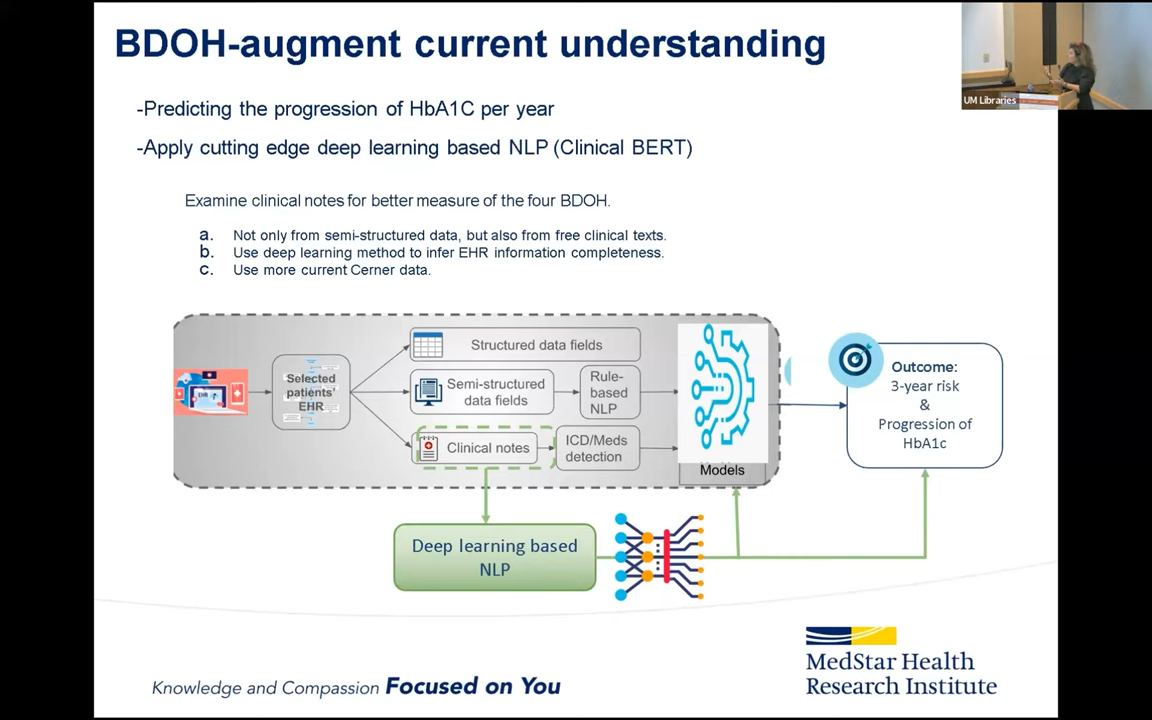 BDOH-augment current understanding
UM Libraries
-Predicting the progression of HbA1C per year
-Apply cutting edge deep learning based NLP (Clinical BERT)
Examine clinical notes for better measure of the four BDOH.
a. Not only from semi-structured data, but also from free clinical texts.
b. Use deep learning method to infer EHR information completeness.
c. Use more current Cerner data.
Selected
patients'
EHR
Structured data fields
Semi-structured
data fields
Rule-
based
NLP
Clinical notes
ICD/Meds
detection
Models
Outcome:
3-year risk
&
Progression of
HbA1c
Deep learning based
NLP
Knowledge and Compassion Focused on You
MedStar Health
Research Institute